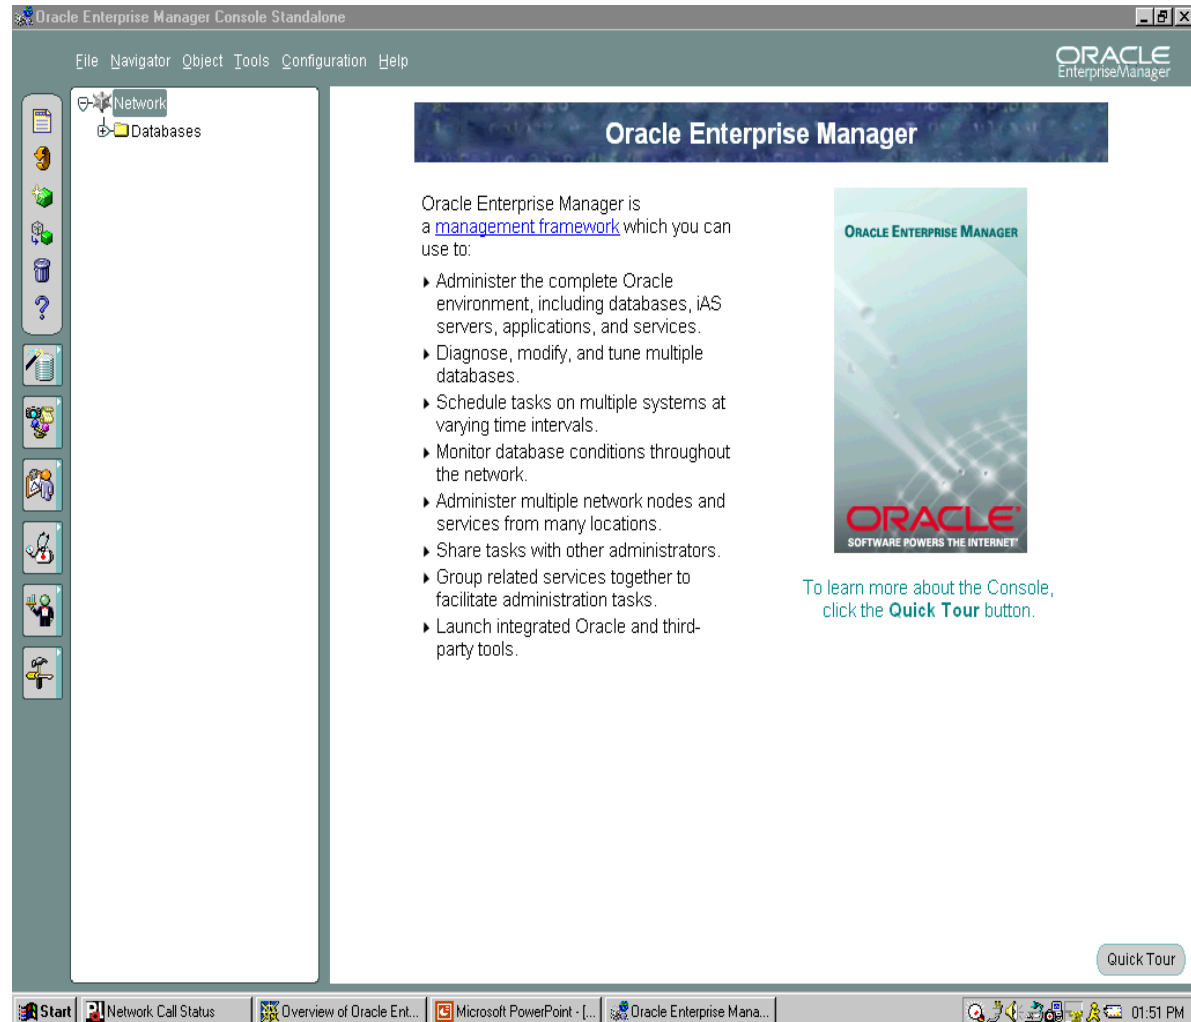 Oracle Enterprise Manager Console Standalone
File Navigator Object Tools Configuration Help
ORACLE
EnterpriseManager
Network
Databases
Oracle Enterprise Manager
Oracle Enterprise Manager is
a management framework which you can
use to:
Administer the complete Oracle
environment, including databases, iAS
servers, applications, and services.
Diagnose, modify, and tune multiple
databases.
Schedule tasks on multiple systems at
varying time intervals.
Monitor database conditions throughout
the network.
Administer multiple network nodes and
services from many locations.
Share tasks with other administrators.
Group related services together to
facilitate administration tasks.
Launch integrated Oracle and third-
party tools.
ORACLE ENTERPRISE MANAGER
ORACLE
SOFTWARE POWERS THE INTERNET
To learn more about the Console,
click the Quick Tour button.
Quick Tour
Start
Network Call Status
Overview of Oracle Ent...
Microsoft PowerPoint - [...
Oracle Enterprise Mana...
01:51 PM